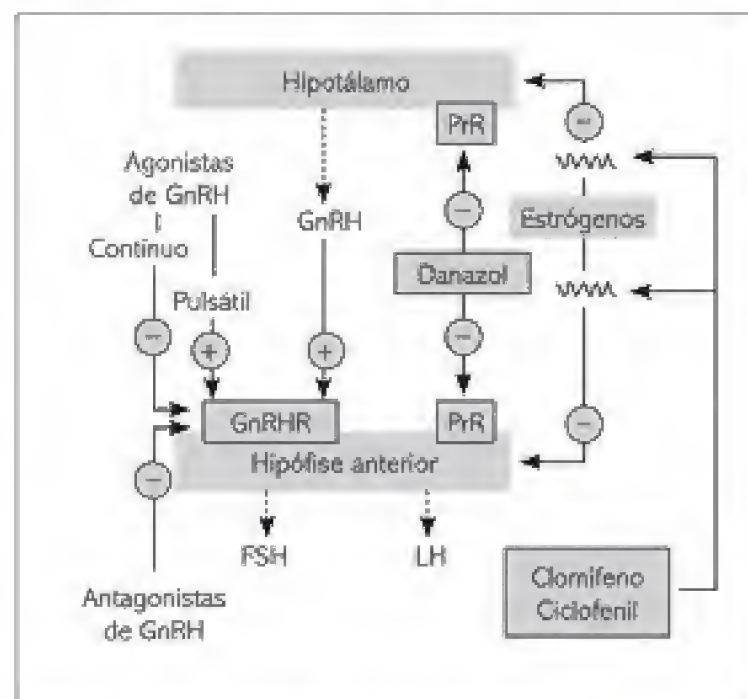 Hipotálamo
PrR
−
Agonistas
de GnRH
GnRH
−
Estrógenos
Contínuo
Danazol
Pulsátil
−
+
+
−
GnRHR
PrR
−
Hipófise anterior
−
FSH
LH
Clomífeno
Ciclofenil
Antagonistas
de GnRH